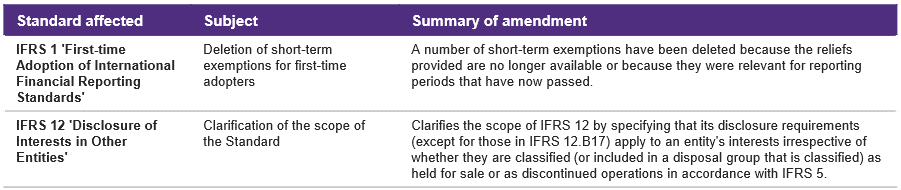 Standard affected Subject Summary of amendment
IFRS 1 'First-time Adoption of International Financial Reporting Standards'
Deletion of short-term exemptions for first-time adopters
A number of short-term exemptions have been deleted because the reliefs
provided are no longer available or because they were relevant for reporting
periods that have now passed.
IFRS 12 'Disclosure of Interests in Other Entities'
Clarification of the scope of the Standard
Clarifies the scope of IFRS 12 by specifying that its disclosure requirements
(except for those in IFRS 12.B17) apply to an entity's interests irrespective of
whether they are classified (or included in a disposal group that is classified) as
held for sale or as discontinued operations in accordance with IFRS 5.